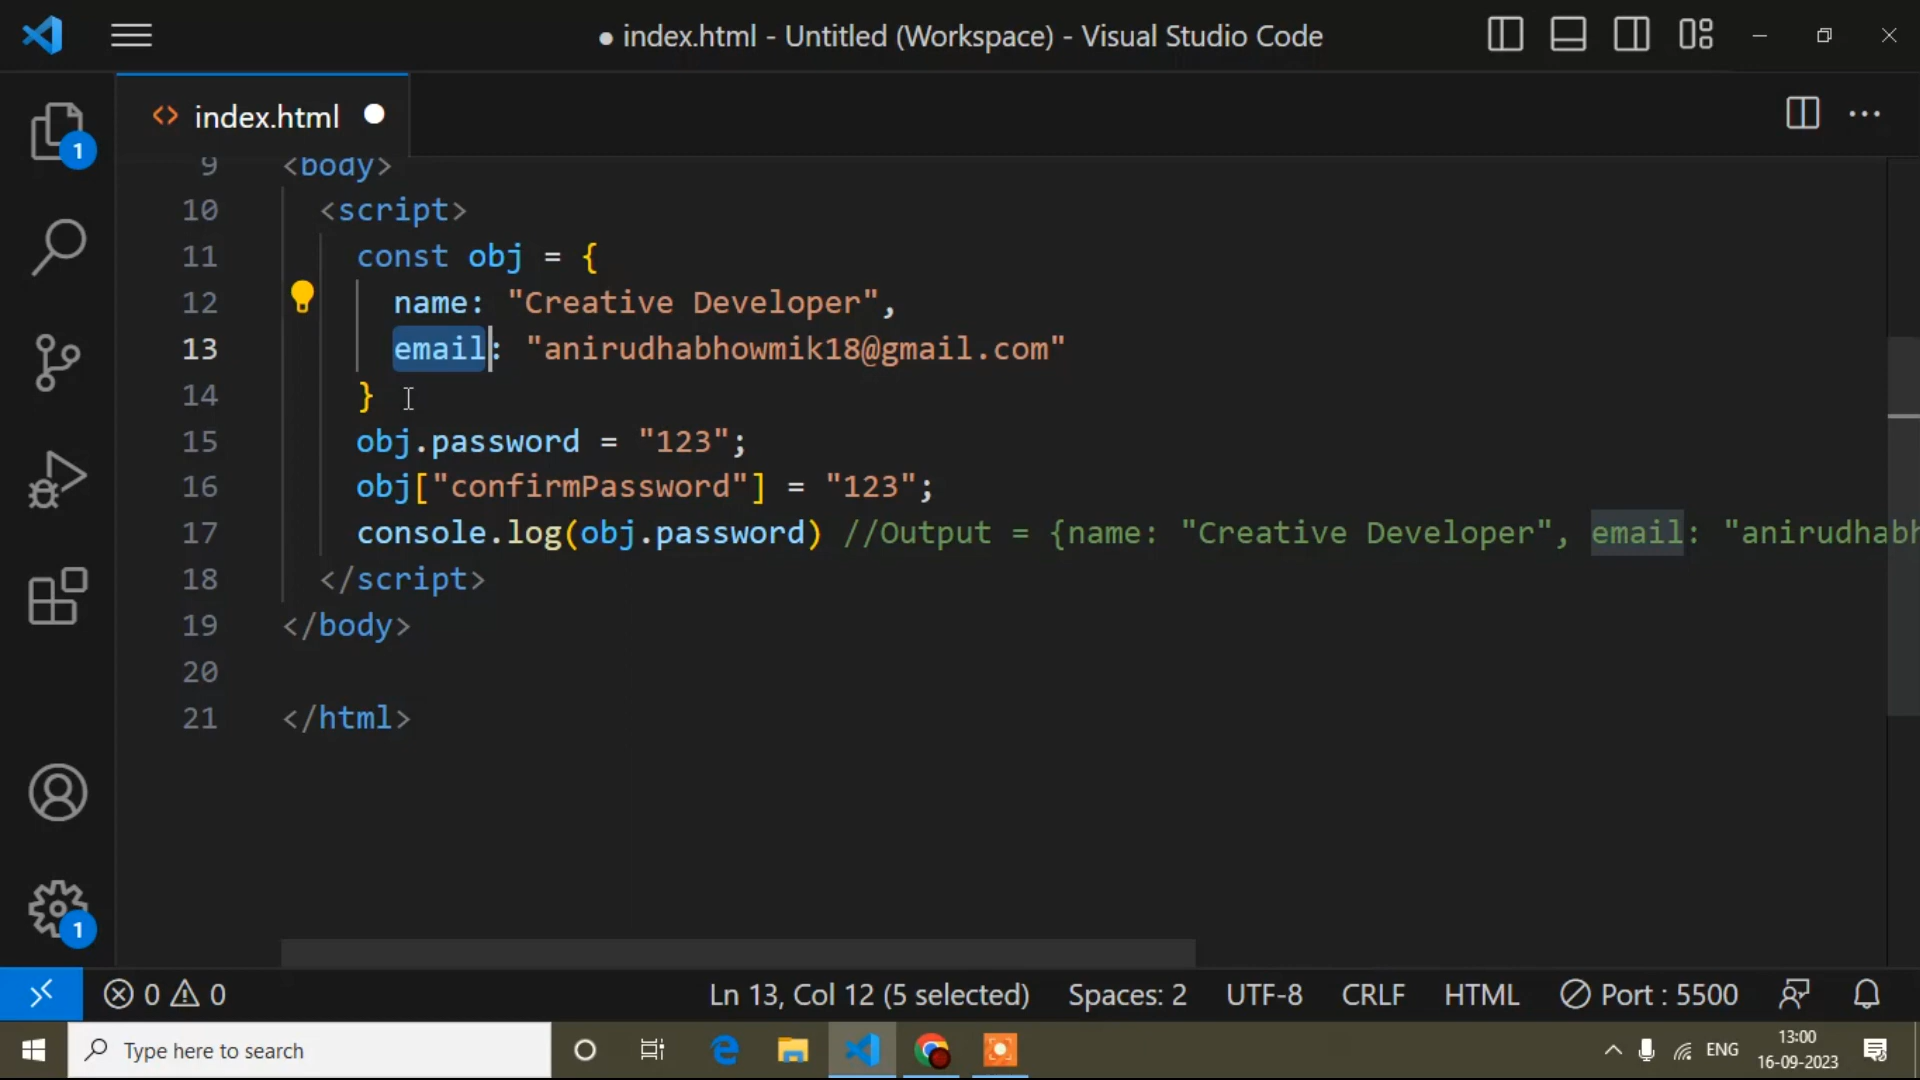 ● index.html - Untitled (Workspace) - Visual Studio Code
index.html
1
9 <body>
10 <script>
11 const obj = {
12 name: "Creative Developer",
13 email: "anirudhabhowmik18@gmail.com"
14 }
15 obj.password = "123";
16 obj["confirmPassword"] = "123";
17 console.log(obj.password) //Output = {name: "Creative Developer", email: "anirudhabh
18 </script>
19 </body>
20
21 </html>
1
0 0 Ln 13, Col 12 (5 selected) Spaces: 2 UTF-8 CRLF HTML Port : 5500
Type here to search ENG 13:00
16-09-2023